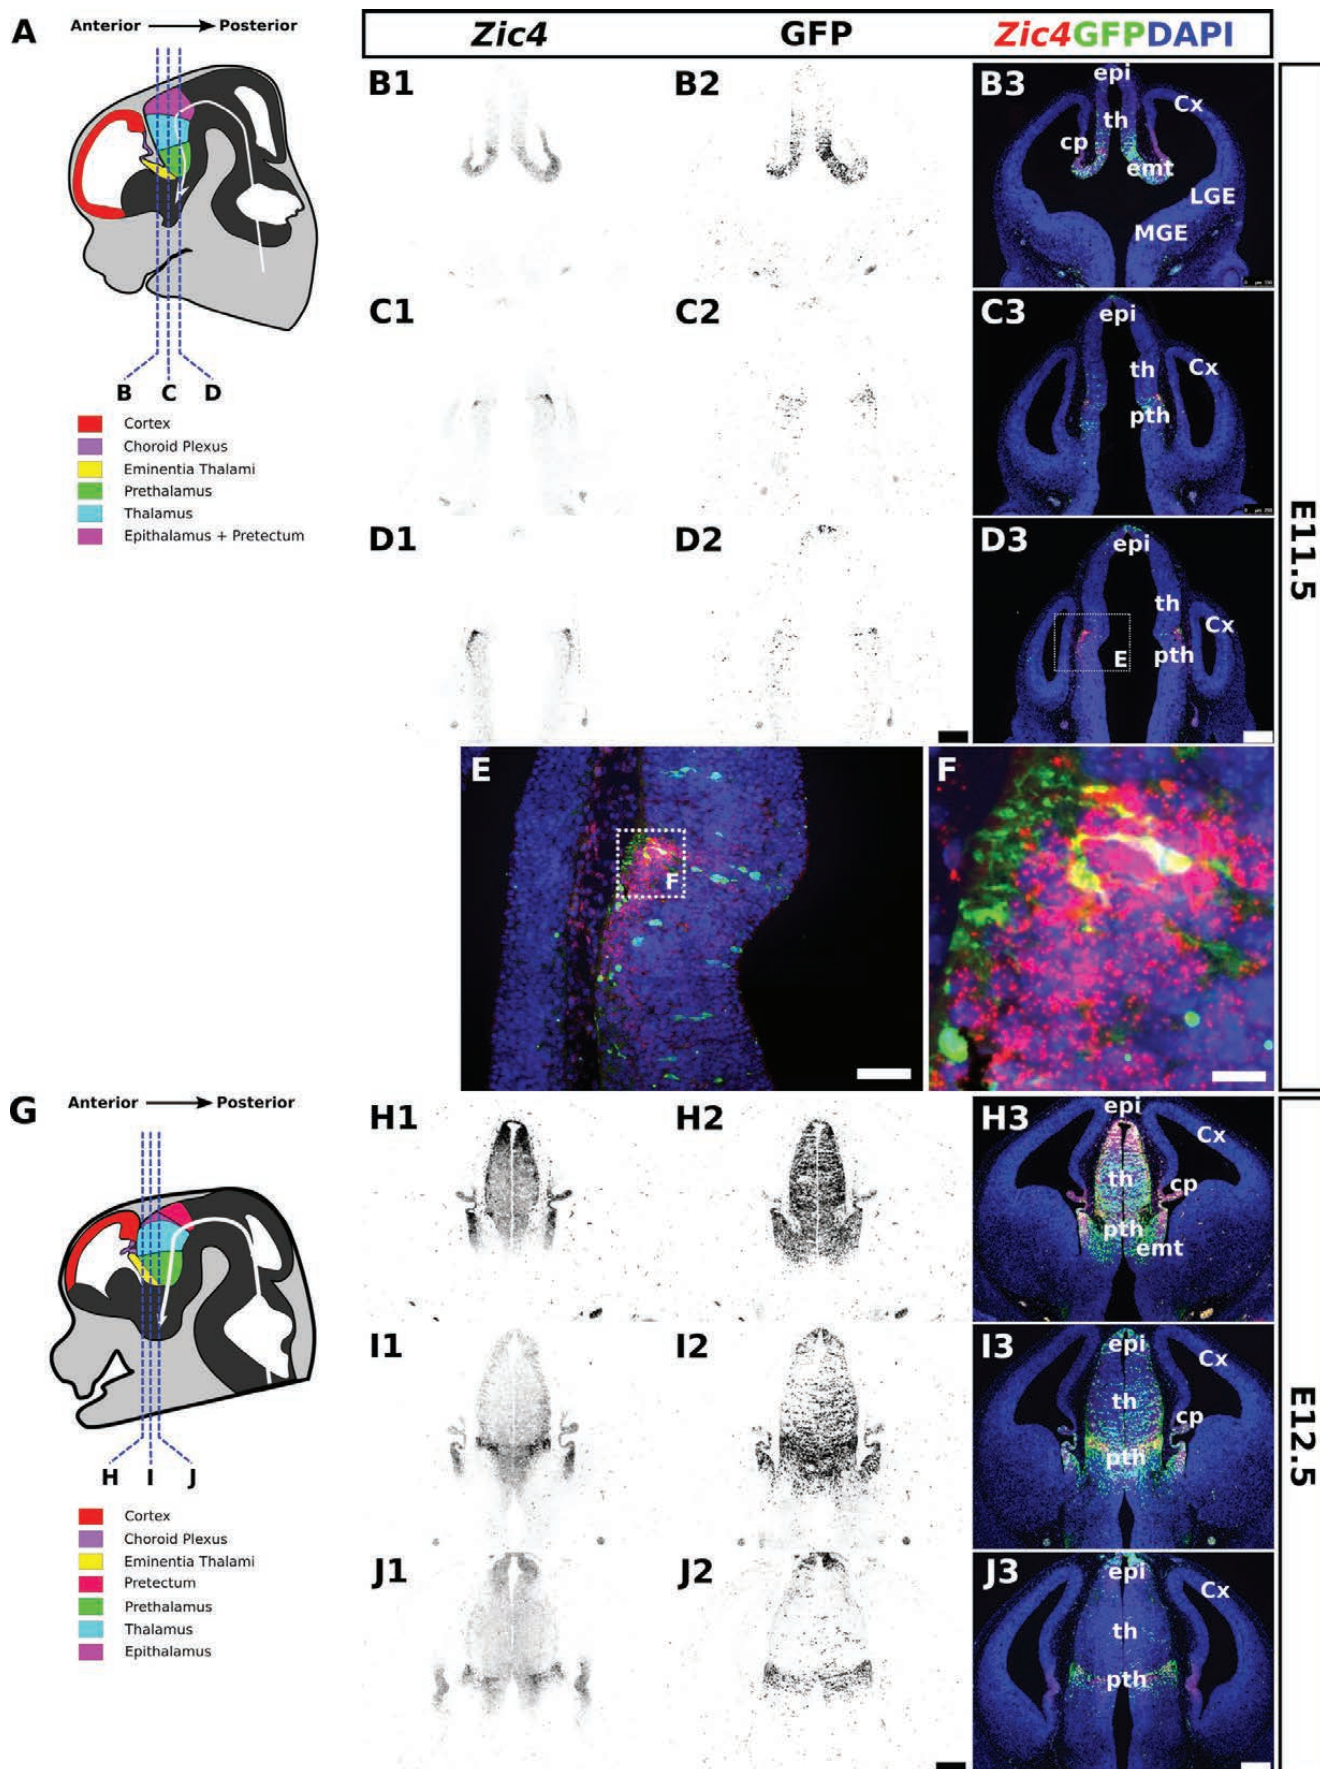 A
Anterior Posterior
B C D
Cortex
Choroid Plexus
Eminentia Thalami
Prethalamus
Thalamus
Epithalamus + Pretectum
Zic4 GFP Zic4GFPDAPI
B1 B2 B3
epi
Cx
th
cp
emt
LGE
MGE
C1 C2 C3
epi
th
Cx
pth
D1 D2 D3
epi
th
Cx
E
pth
E11.5
E
F
F
G
Anterior Posterior
H I J
Cortex
Choroid Plexus
Eminentia Thalami
Pretectum
Prethalamus
Thalamus
Epithalamus
H1 H2 H3
epi
Cx
th
cp
pth
emt
I1 I2 I3
epi
Cx
th
cp
pth
J1 J2 J3
epi
Cx
th
pth
E12.5